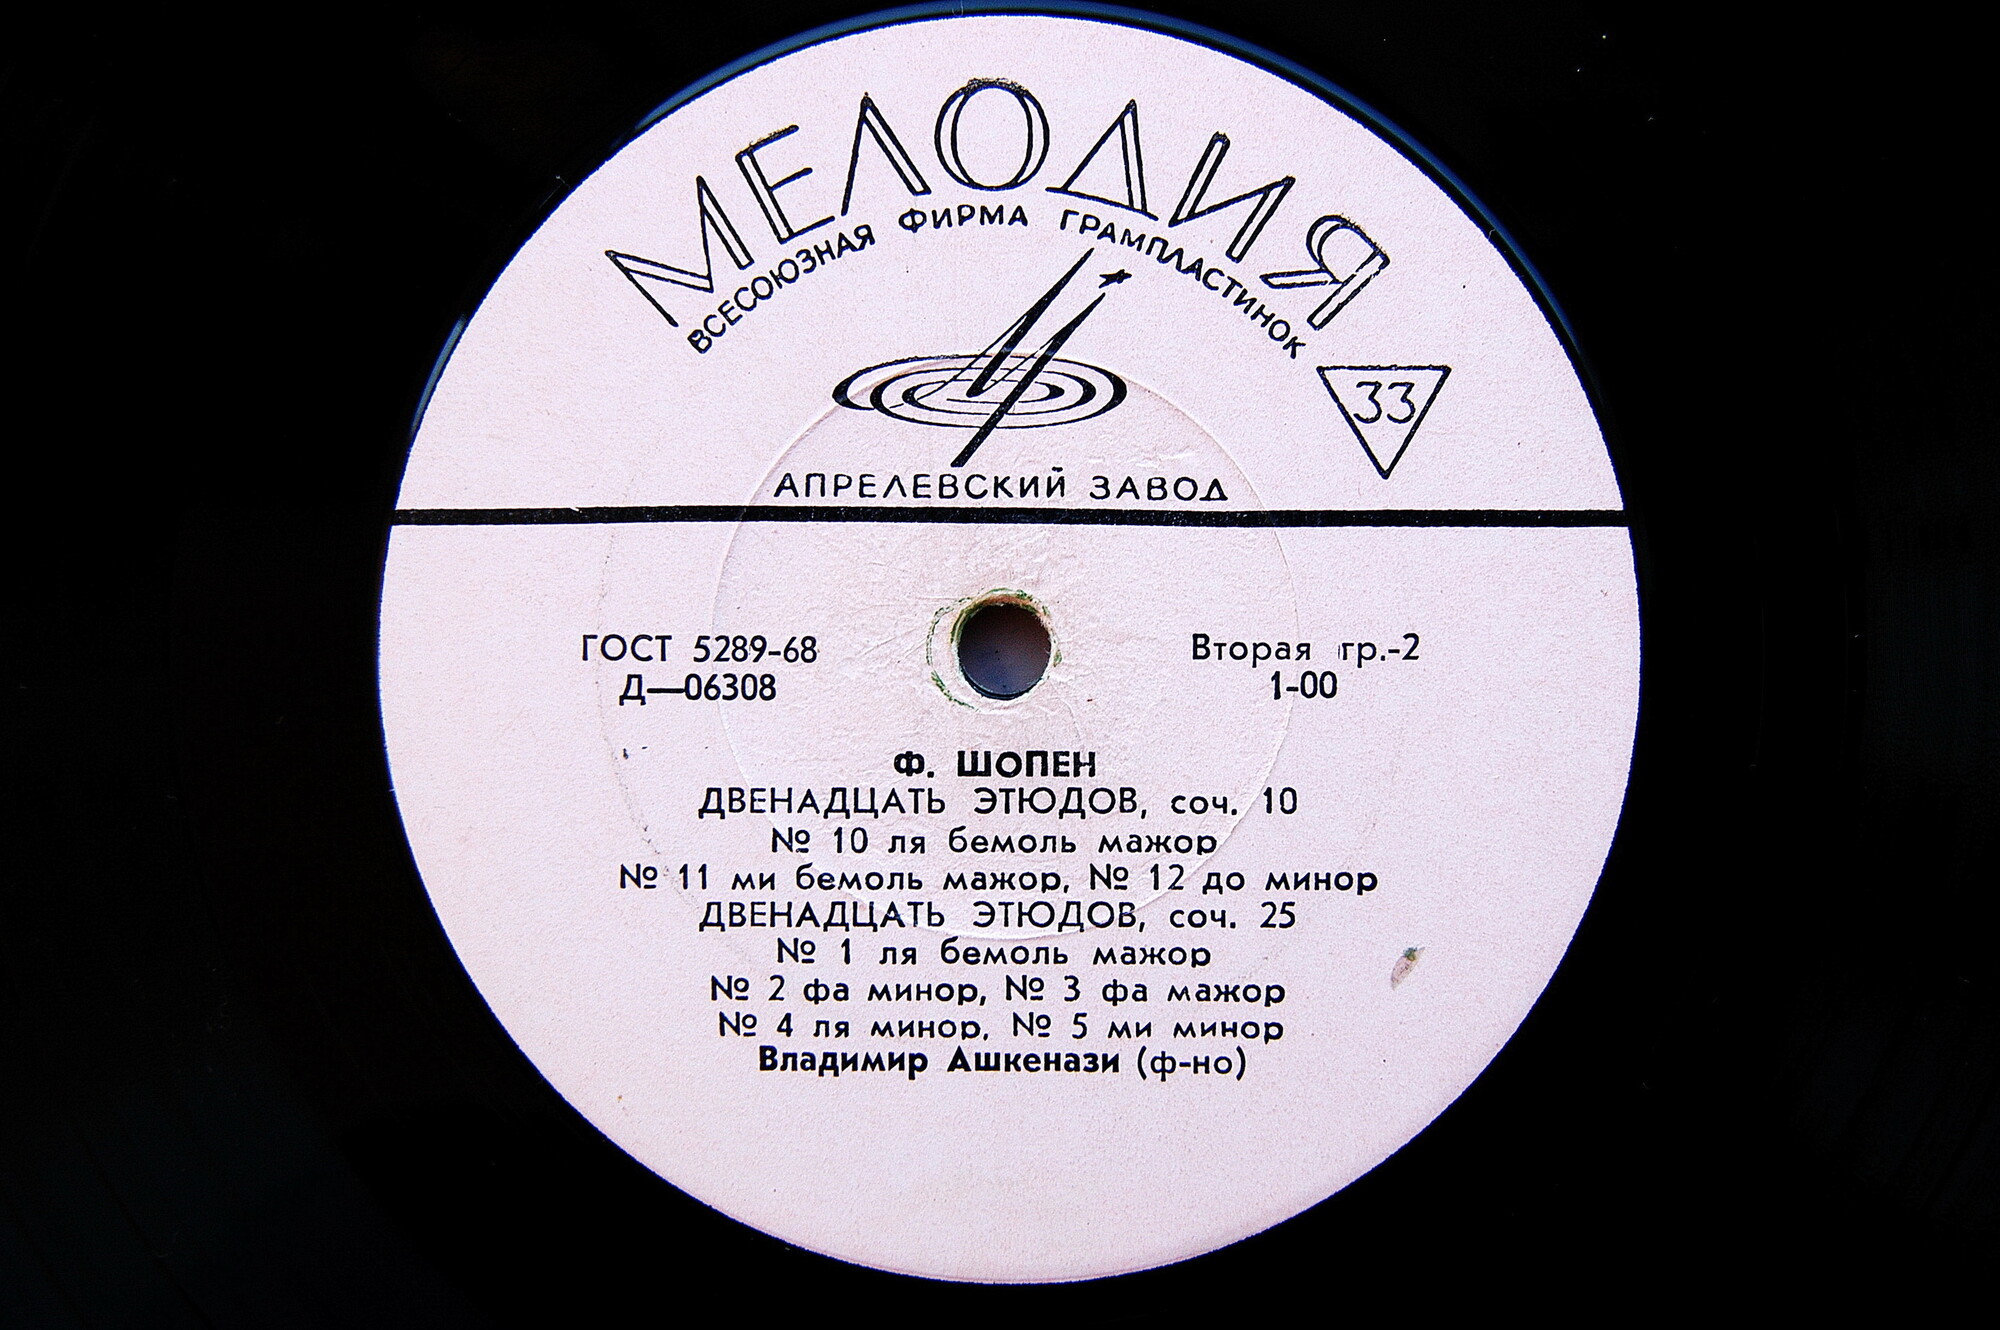 МЕЛОДИЯ
ВСЕСОЮЗНАЯ ФИРМА ГРАМПЛАСТИНОК
33
АПРЕЛЕВСКИЙ ЗАВОД
ГОСТ 5289-68
Д—06308
Вторая гр.-2
1-00
Ф. ШОПЕН
ДВЕНАДЦАТЬ ЭТЮДОВ, соч. 10
№ 10 ля бемоль мажор
№ 11 ми бемоль мажор, № 12 до минор
ДВЕНАДЦАТЬ ЭТЮДОВ, соч. 25
№ 1 ля бемоль мажор
№ 2 фа минор, № 3 фа мажор
№ 4 ля минор, № 5 ми минор
Владимир Ашкенази (ф-но)